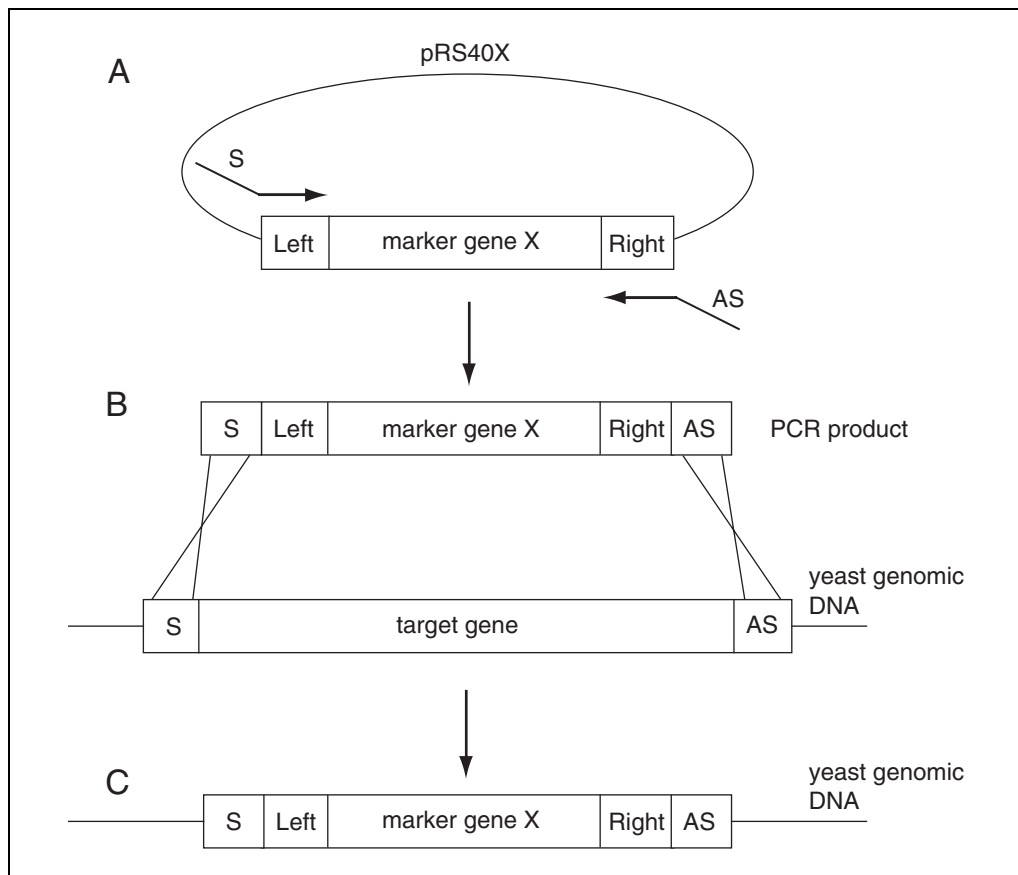 A
pRS40X
S
Left
marker gene X
Right
AS
B
S
Left
marker gene X
Right
AS
PCR product
yeast genomic
DNA
S
target gene
AS
C
yeast genomic
DNA
S
Left
marker gene X
Right
AS